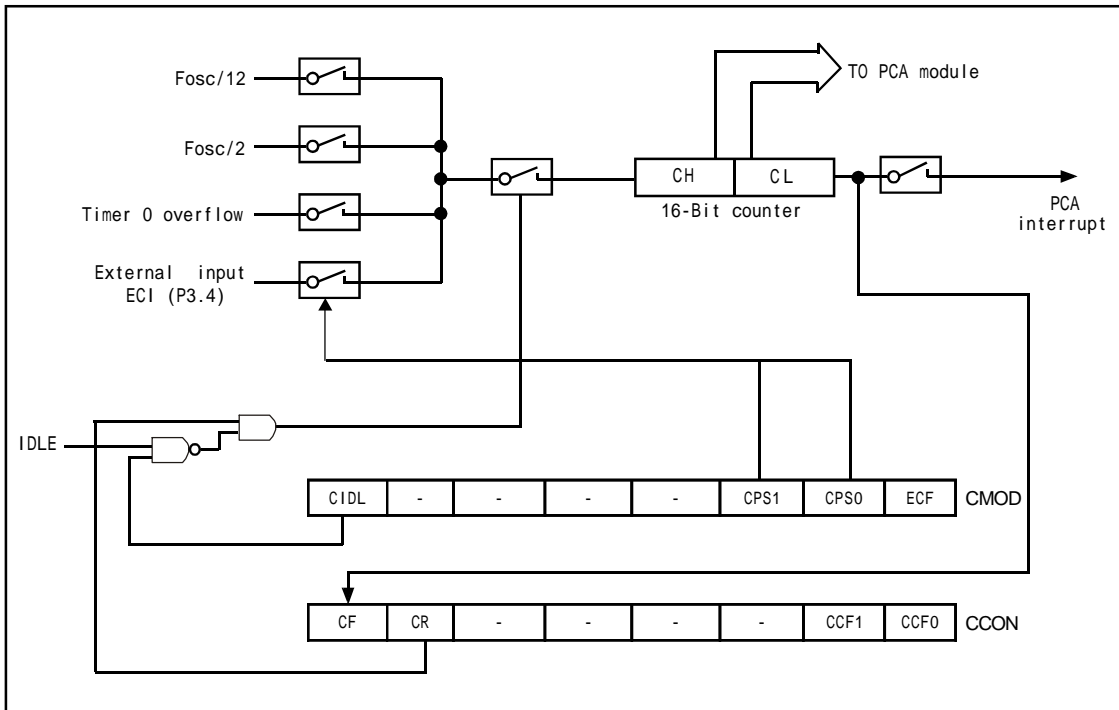 Fosc/12
Fosc/2
Timer 0 overflow
External input
ECI (P3.4)
TO PCA module
CH
CL
16-Bit counter
PCA
interrupt
IDLE
CIDL - - - - CPS1 CPS0 ECF CMOD
CF CR - - - - CCF1 CCF0 CCON